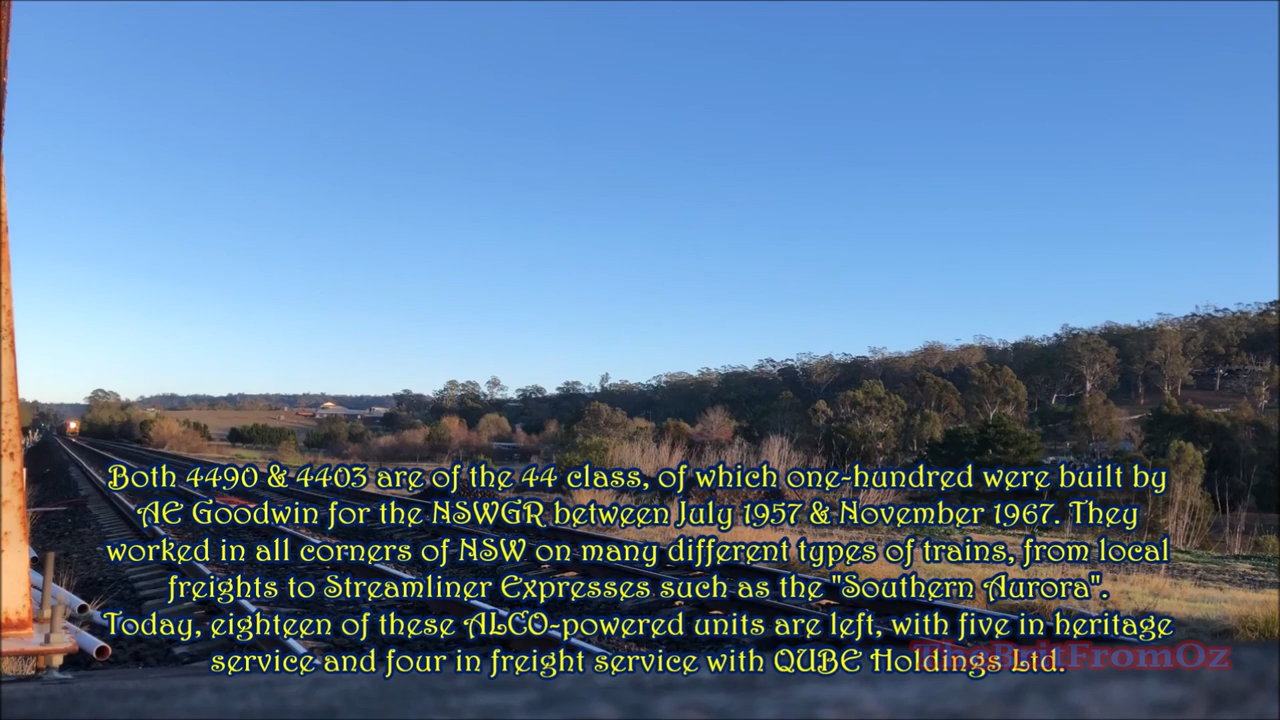 Both 4490 & 4403 are of the 44 class, of which one-hundred were built by
AE Goodwin for the NSWGR between July 1957 & November 1967. They
worked in all corners of NSW on many different types of trains, from local
freights to Streamliner Expresses such as the "Southern Aurora".
Today, eighteen of these ALCO-powered units are left, with five in heritage
service and four in freight service with QUBE Holdings Ltd.
TheBritFromOz